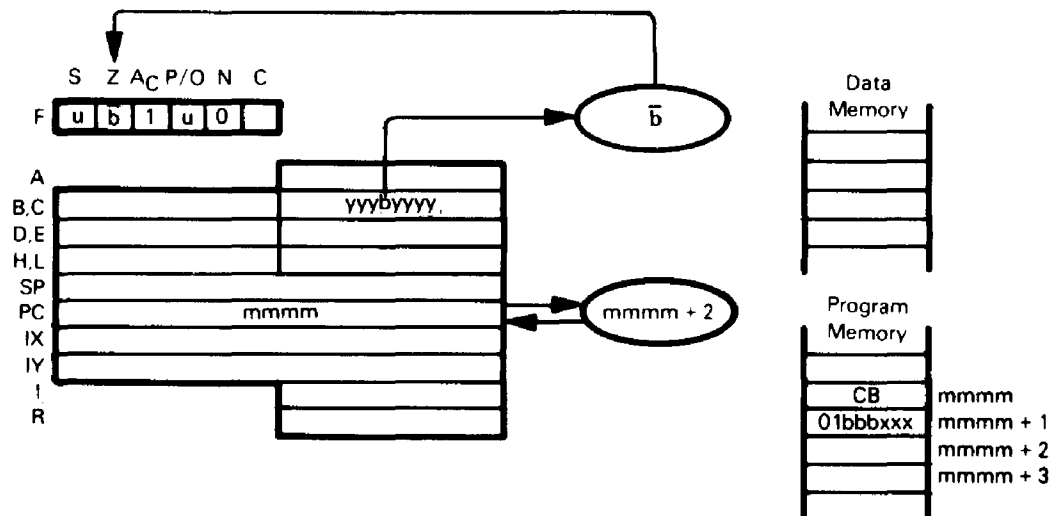 S Z A_C P/O N C
F u b̅ 1 u 0
b̅
Data
Memory
A
B,C yyybyyyy
D,E
H,L
SP
PC mmmm
mmmm + 2
IX
IY
I
R
Program
Memory
CB mmmm
01bbbxxx mmmm + 1
mmmm + 2
mmmm + 3